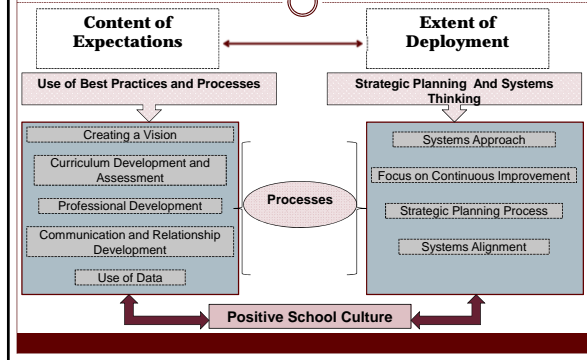 Content of
Expectations
Extent of
Deployment
Use of Best Practices and Processes
Strategic Planning And Systems
Thinking
Creating a Vision
Curriculum Development and
Assessment
Professional Development
Communication and Relationship
Development
Use of Data
Processes
Systems Approach
Focus on Continuous Improvement
Strategic Planning Process
Systems Alignment
Positive School Culture